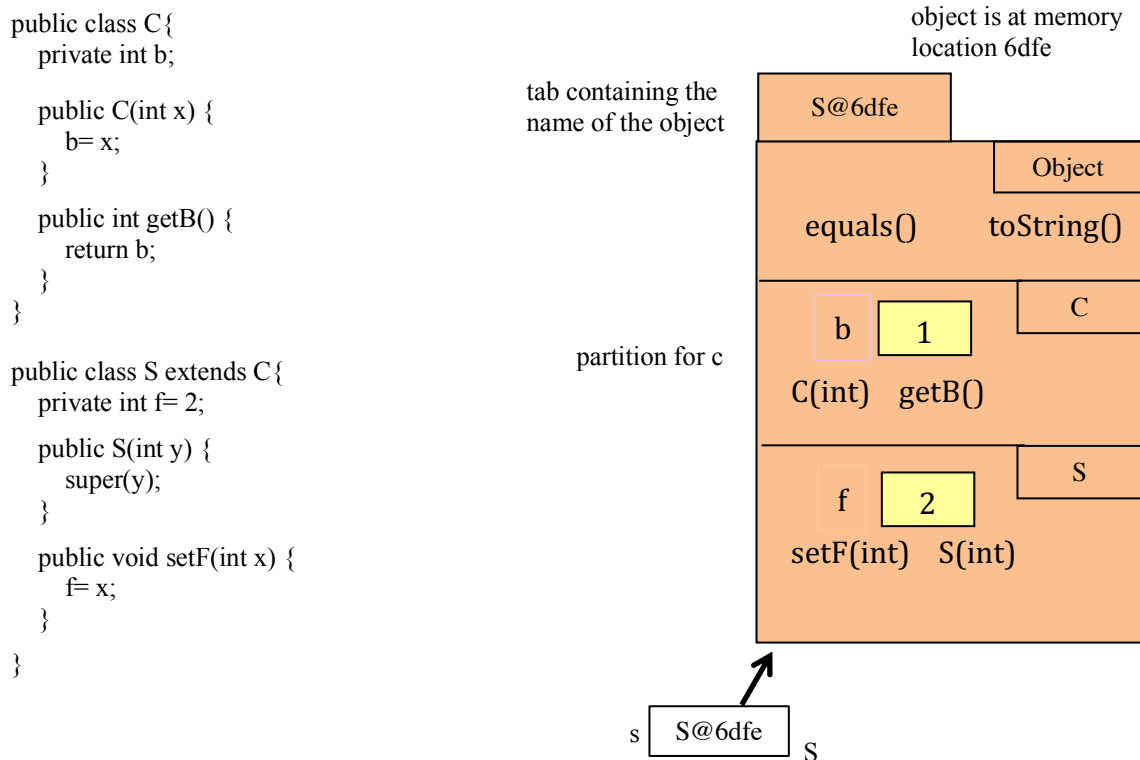 public class C{
private int b;
public C(int x) {
b= x;
}
public int getB() {
return b;
}
}
public class S extends C{
private int f= 2;
public S(int y) {
super(y);
}
public void setF(int x) {
f= x;
}
}
object is at memory
location 6dfe
tab containing the
name of the object
S@6dfe
Object
equals() toString()
partition for c
C
b 1
C(int) getB()
S
f 2
setF(int) S(int)
s S@6dfe S